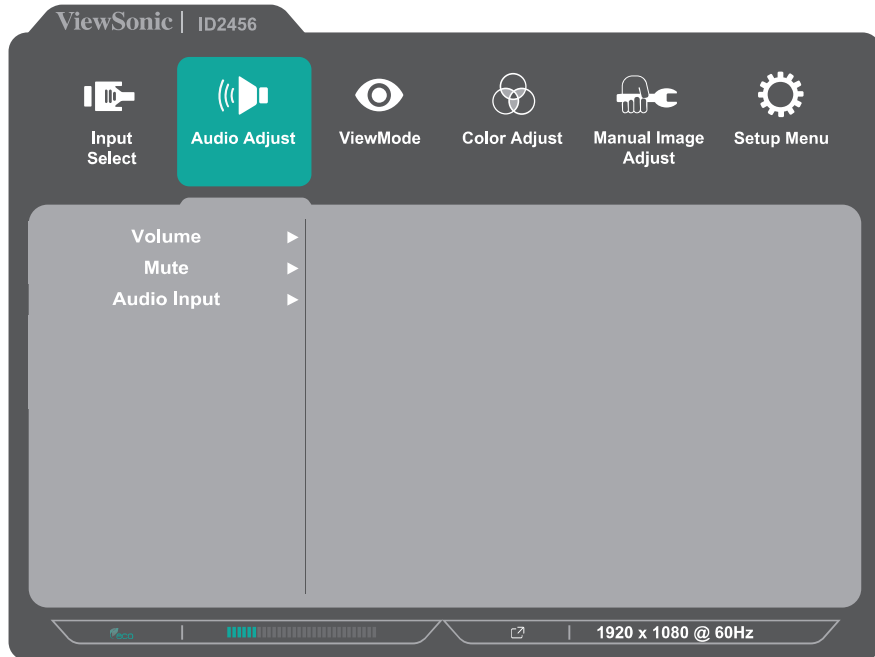 ViewSonic | ID2456
Input Select
Audio Adjust
ViewMode
Color Adjust
Manual Image Adjust
Setup Menu
Volume
Mute
Audio Input
eco
1920 x 1080 @ 60Hz